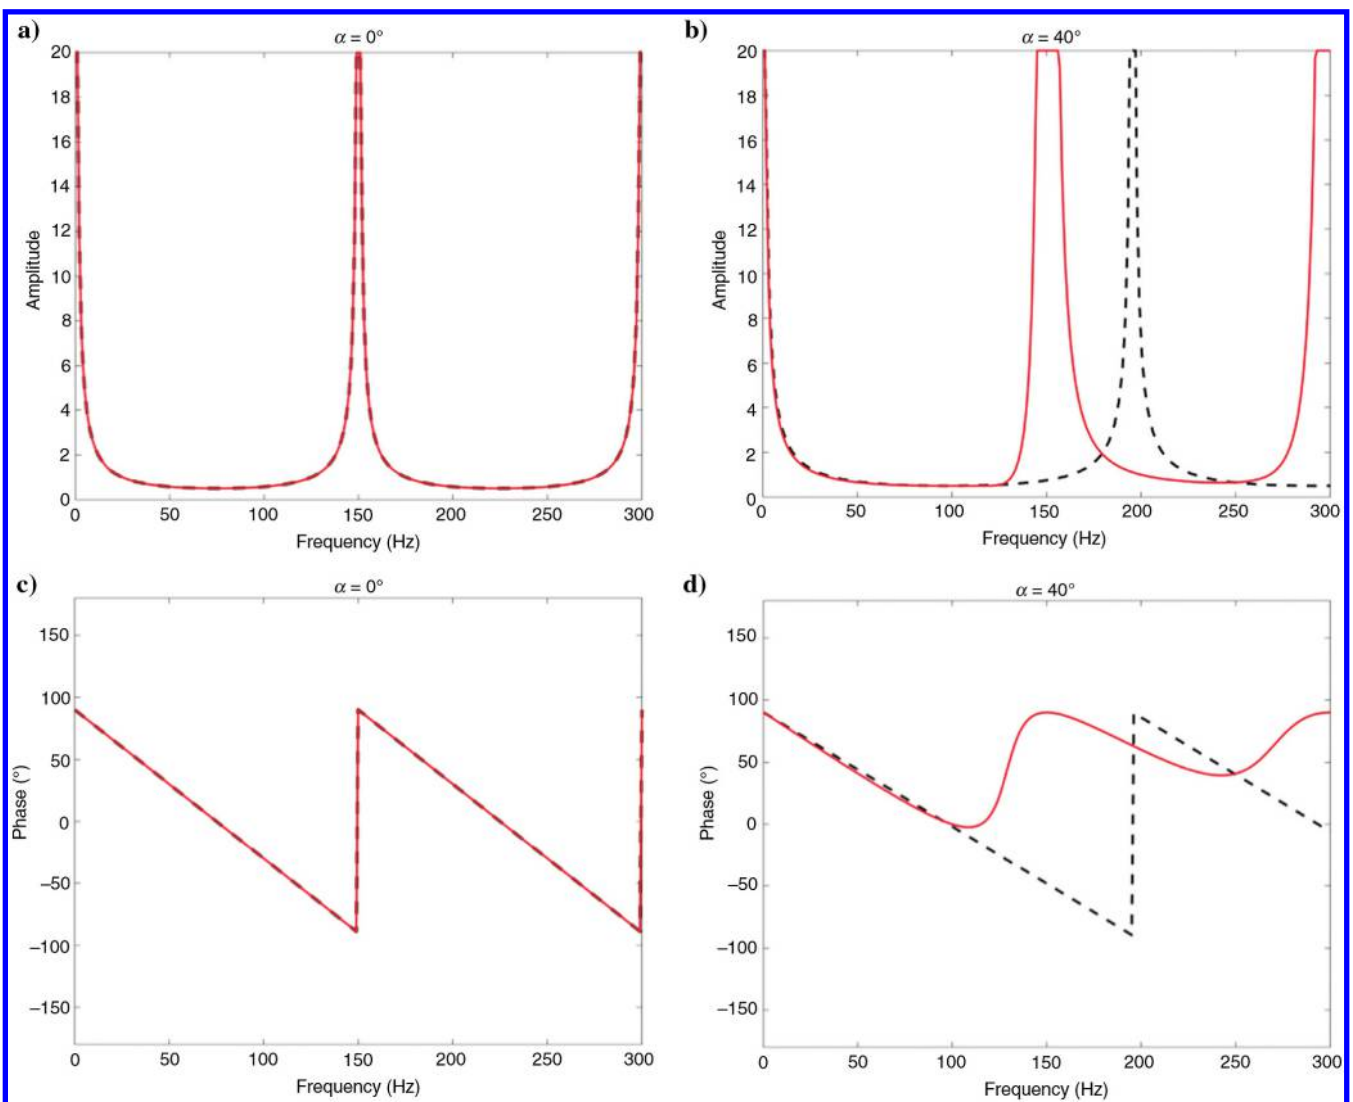 a)
α = 0°
20
18
16
14
12
10
8
6
4
2
0
Amplitude
0 50 100 150 200 250 300
Frequency (Hz)
b)
α = 40°
20
18
16
14
12
10
8
6
4
2
0
Amplitude
0 50 100 150 200 250 300
Frequency (Hz)
c)
α = 0°
150
100
50
0
−50
−100
−150
Phase (°)
0 50 100 150 200 250 300
Frequency (Hz)
d)
α = 40°
150
100
50
0
−50
−100
−150
Phase (°)
0 50 100 150 200 250 300
Frequency (Hz)